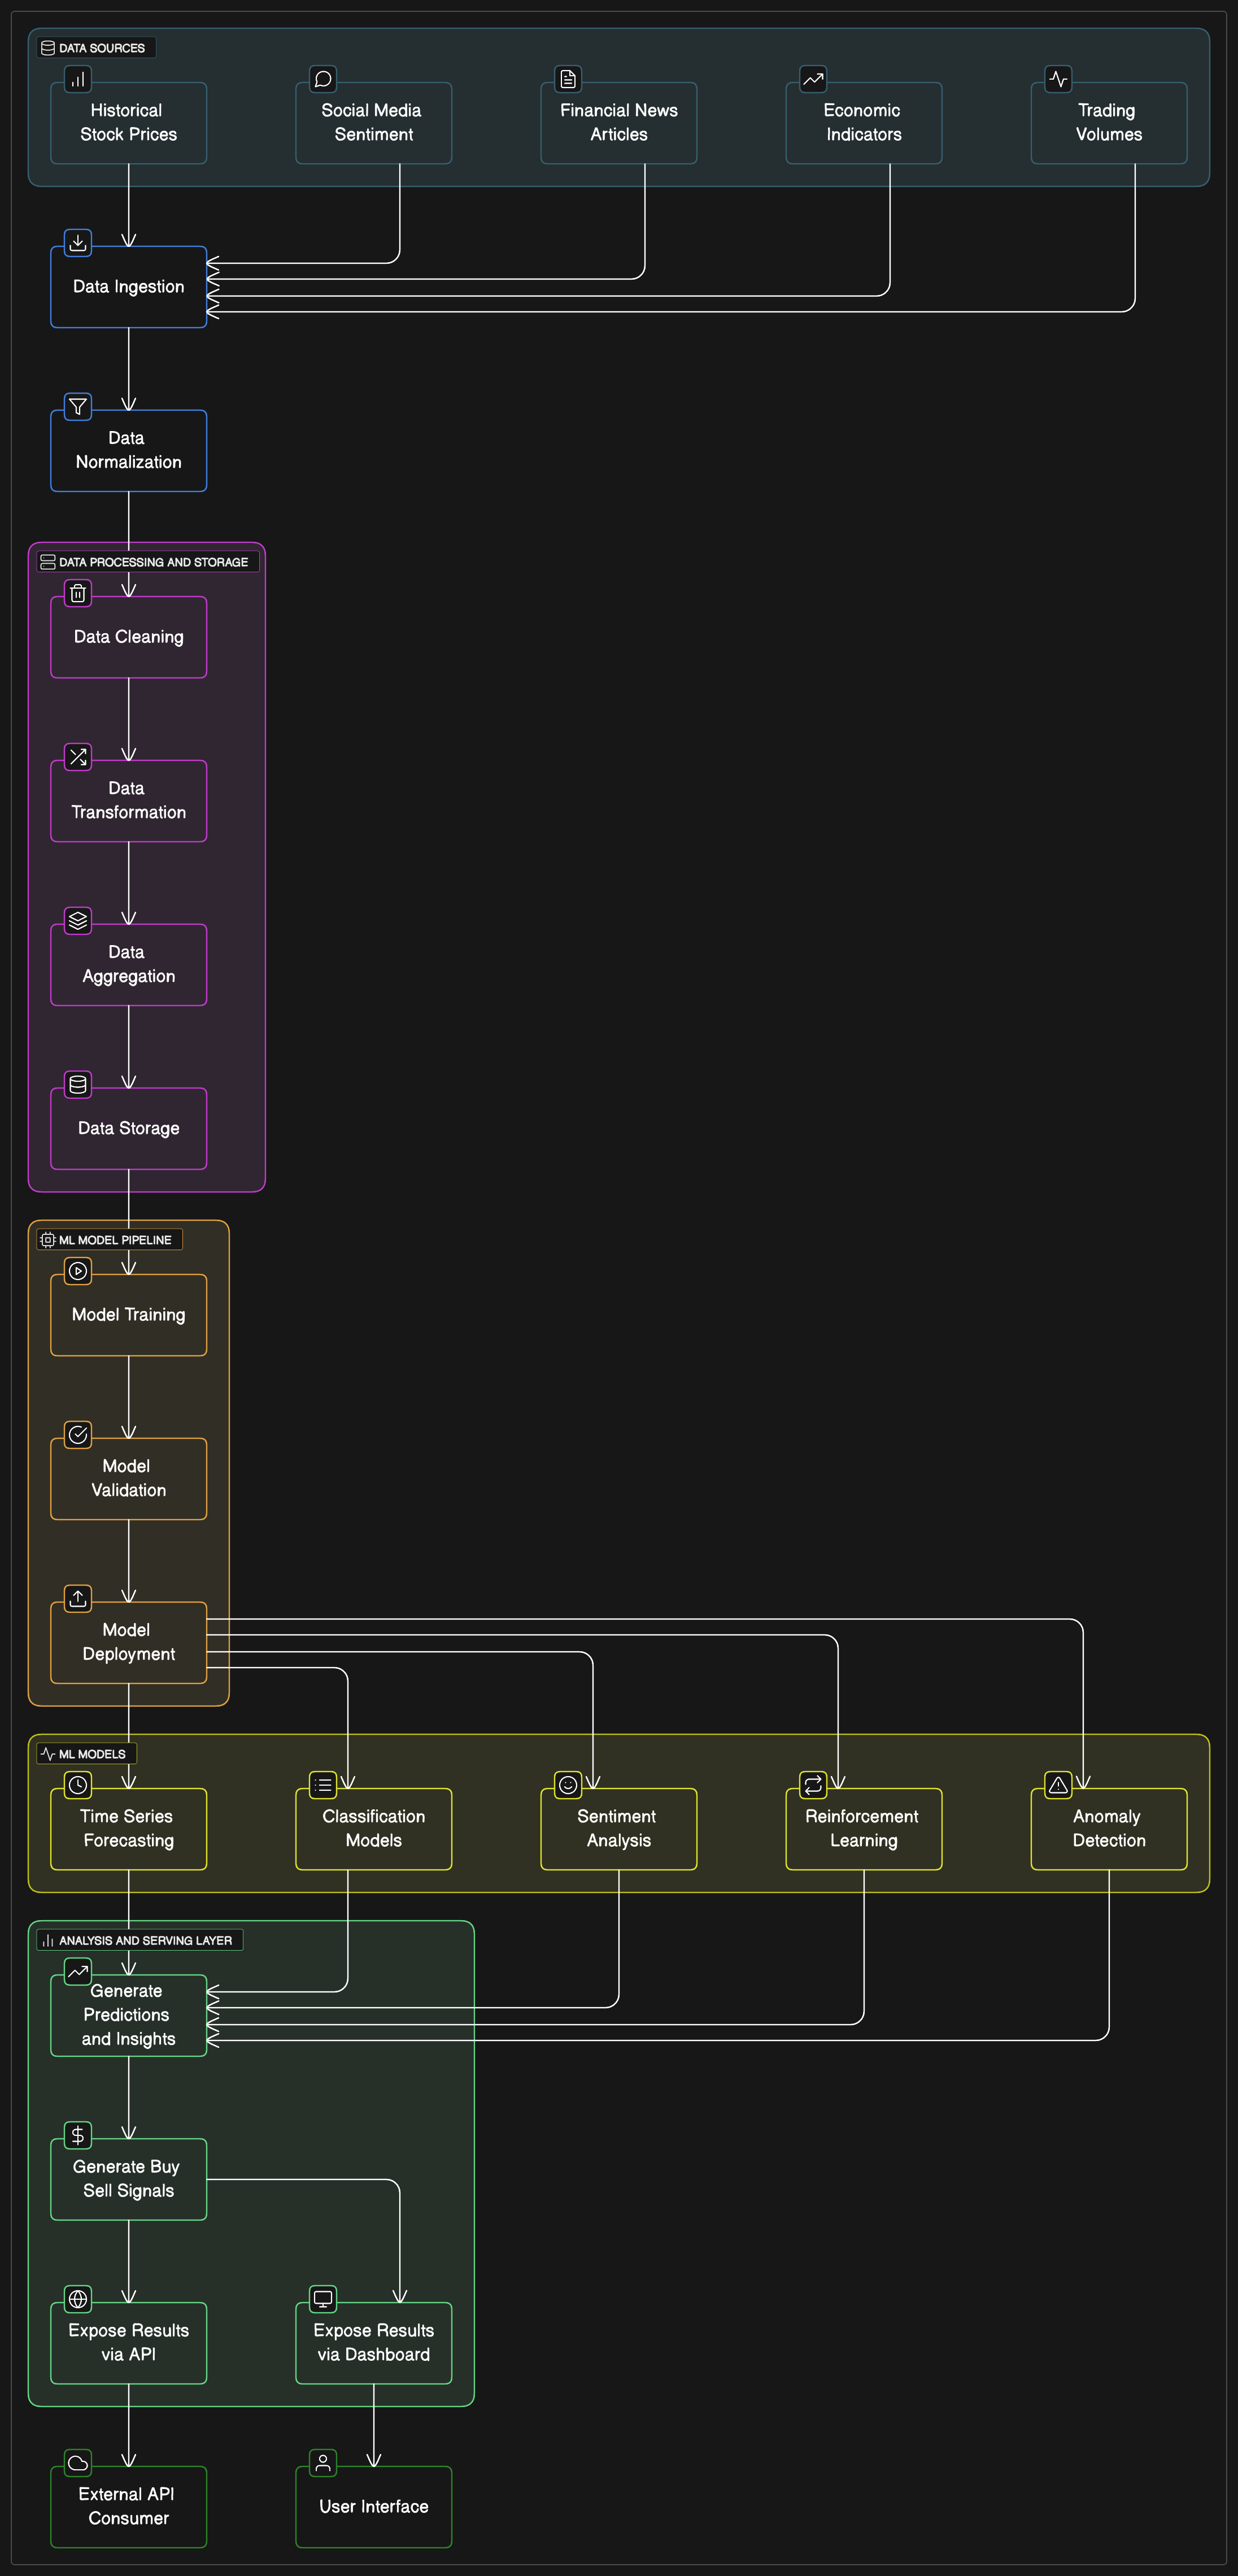 DATA SOURCES
Historical
Stock Prices
Social Media
Sentiment
Financial News
Articles
Economic
Indicators
Trading
Volumes
Data Ingestion
Data
Normalization
DATA PROCESSING AND STORAGE
Data Cleaning
Data
Transformation
Data
Aggregation
Data Storage
ML MODEL PIPELINE
Model Training
Model
Validation
Model
Deployment
ML MODELS
Time Series
Forecasting
Classification
Models
Sentiment
Analysis
Reinforcement
Learning
Anomaly
Detection
ANALYSIS AND SERVING LAYER
Generate
Predictions
and Insights
Generate Buy
Sell Signals
Expose Results
via API
Expose Results
via Dashboard
External API
Consumer
User Interface